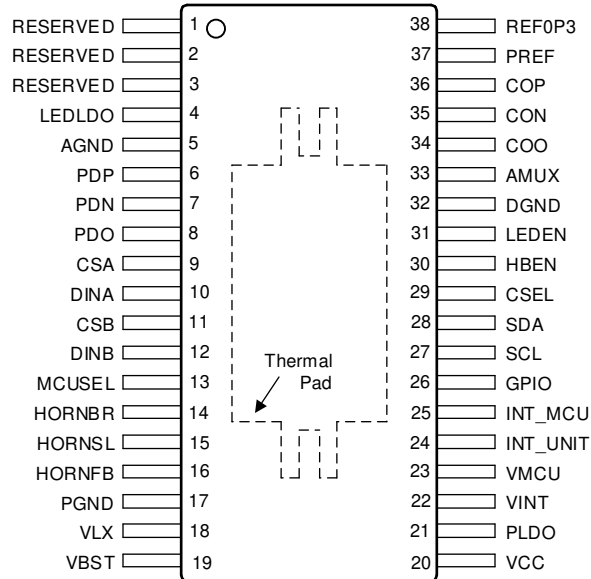 RESERVED 1 38 REF0P3
RESERVED 2 37 PREF
RESERVED 3 36 COP
LEDLDO 4 35 CON
AGND 5 34 COO
PDP 6 33 AMUX
PDN 7 32 DGND
PDO 8 31 LEDEN
CSA 9 30 HBEN
DINA 10 29 CSEL
CSB 11 28 SDA
DINB 12 27 SCL
Thermal
Pad
MCUSEL 13 26 GPIO
HORNBR 14 25 INT_MCU
HORNSL 15 24 INT_UNIT
HORNFB 16 23 VMCU
PGND 17 22 VINT
VLX 18 21 PLDO
VBST 19 20 VCC